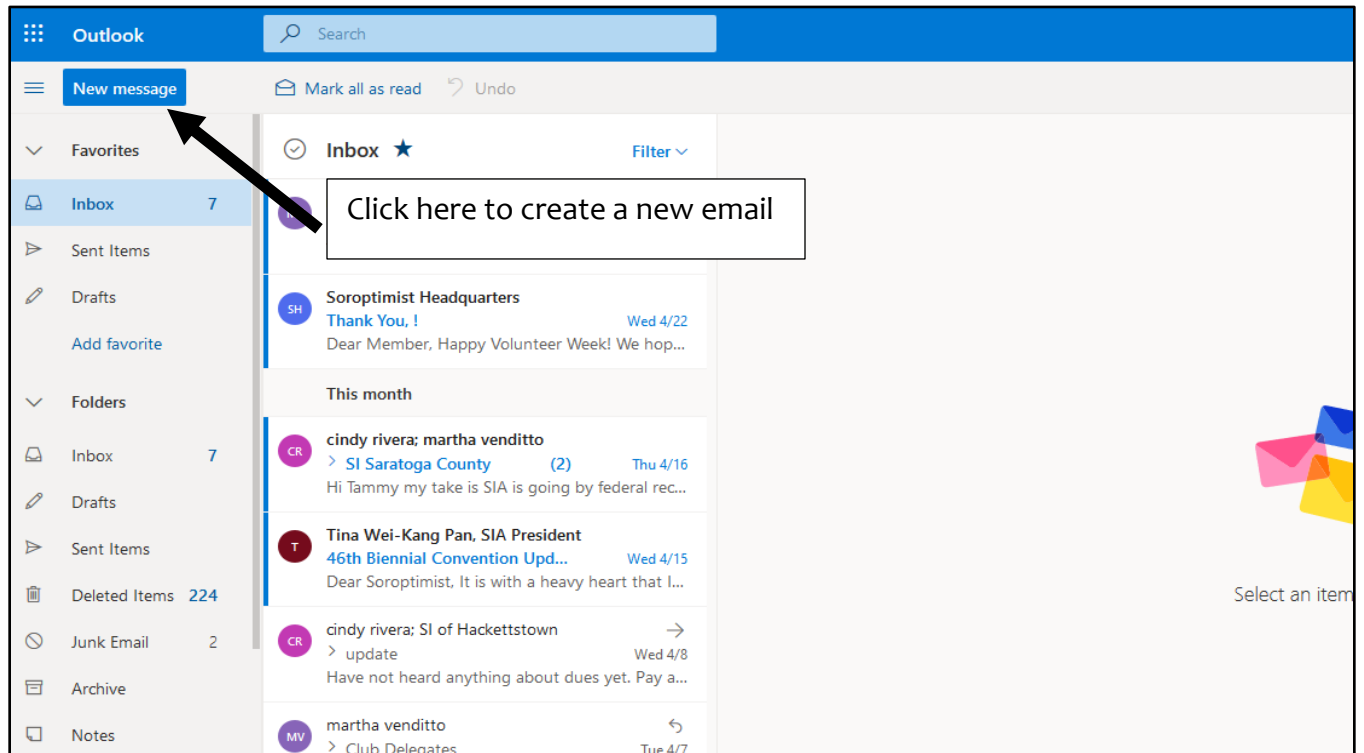 Outlook
Search
New message
Mark all as read
Undo
Favorites
Inbox 7
Sent Items
Drafts
Add favorite
Folders
Inbox 7
Drafts
Sent Items
Deleted Items 224
Junk Email 2
Archive
Notes
Inbox ★
Filter
Click here to create a new email
SH
Soroptimist Headquarters
Thank You, ! Wed 4/22
Dear Member, Happy Volunteer Week! We hop...
This month
CR
cindy rivera; martha venditto
> SI Saratoga County (2) Thu 4/16
Hi Tammy my take is SIA is going by federal rec...
T
Tina Wei-Kang Pan, SIA President
46th Biennial Convention Upd... Wed 4/15
Dear Soroptimist, It is with a heavy heart that I...
CR
cindy rivera; SI of Hackettstown
> update Wed 4/8
Have not heard anything about dues yet. Pay a...
MV
martha venditto
> Club Delegates Tue 4/7
Select an item